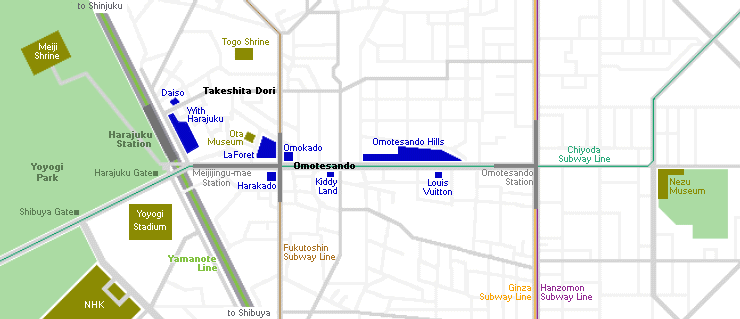 to Shinjuku
Meiji
Shrine
Togo Shrine
Daiso
Takeshita Dori
With
Harajuku
Harajuku
Station
Ota
Museum
LaForet
Omokado
Omotesando Hills
Chiyoda
Subway Line
Omotesando
Yoyogi
Park
Harajuku Gate
Meijijingu-mae
Station
Harakado
Kiddy
Land
Louis
Vuitton
Omotesando
Station
Nezu
Museum
Shibuya Gate
Yoyogi
Stadium
Yamanote
Line
Fukutoshin
Subway Line
Ginza
Subway Line
Hanzomon
Subway Line
NHK
to Shibuya